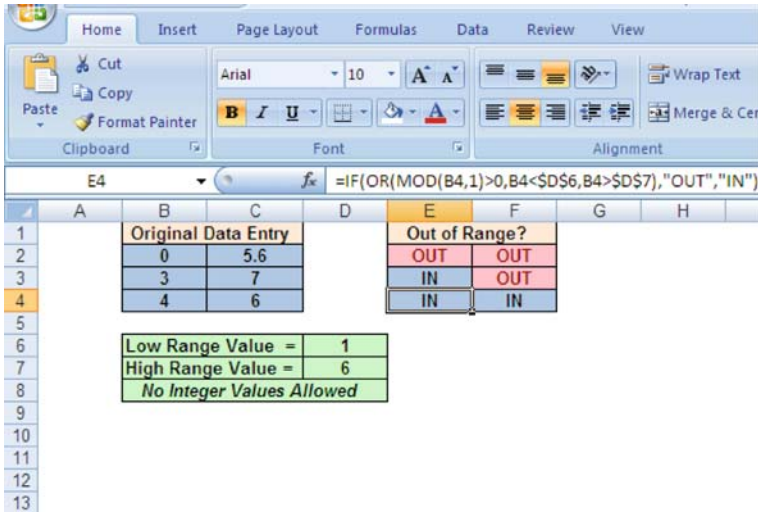 Home Insert Page Layout Formulas Data Review View
Cut
Copy
Format Painter
Paste
Arial 10 A A
B I U A
Wrap Text
Merge & Cen
Clipboard Font Alignment
E4 fx =IF(OR(MOD(B4,1)>0,B4<$D$6,B4>$D$7),"OUT","IN")
A B C D E F G H
1 Original Data Entry Out of Range?
2 0 5.6 OUT OUT
3 3 7 IN OUT
4 4 6 IN IN
5
6 Low Range Value = 1
7 High Range Value = 6
8 No Integer Values Allowed
9
10
11
12
13